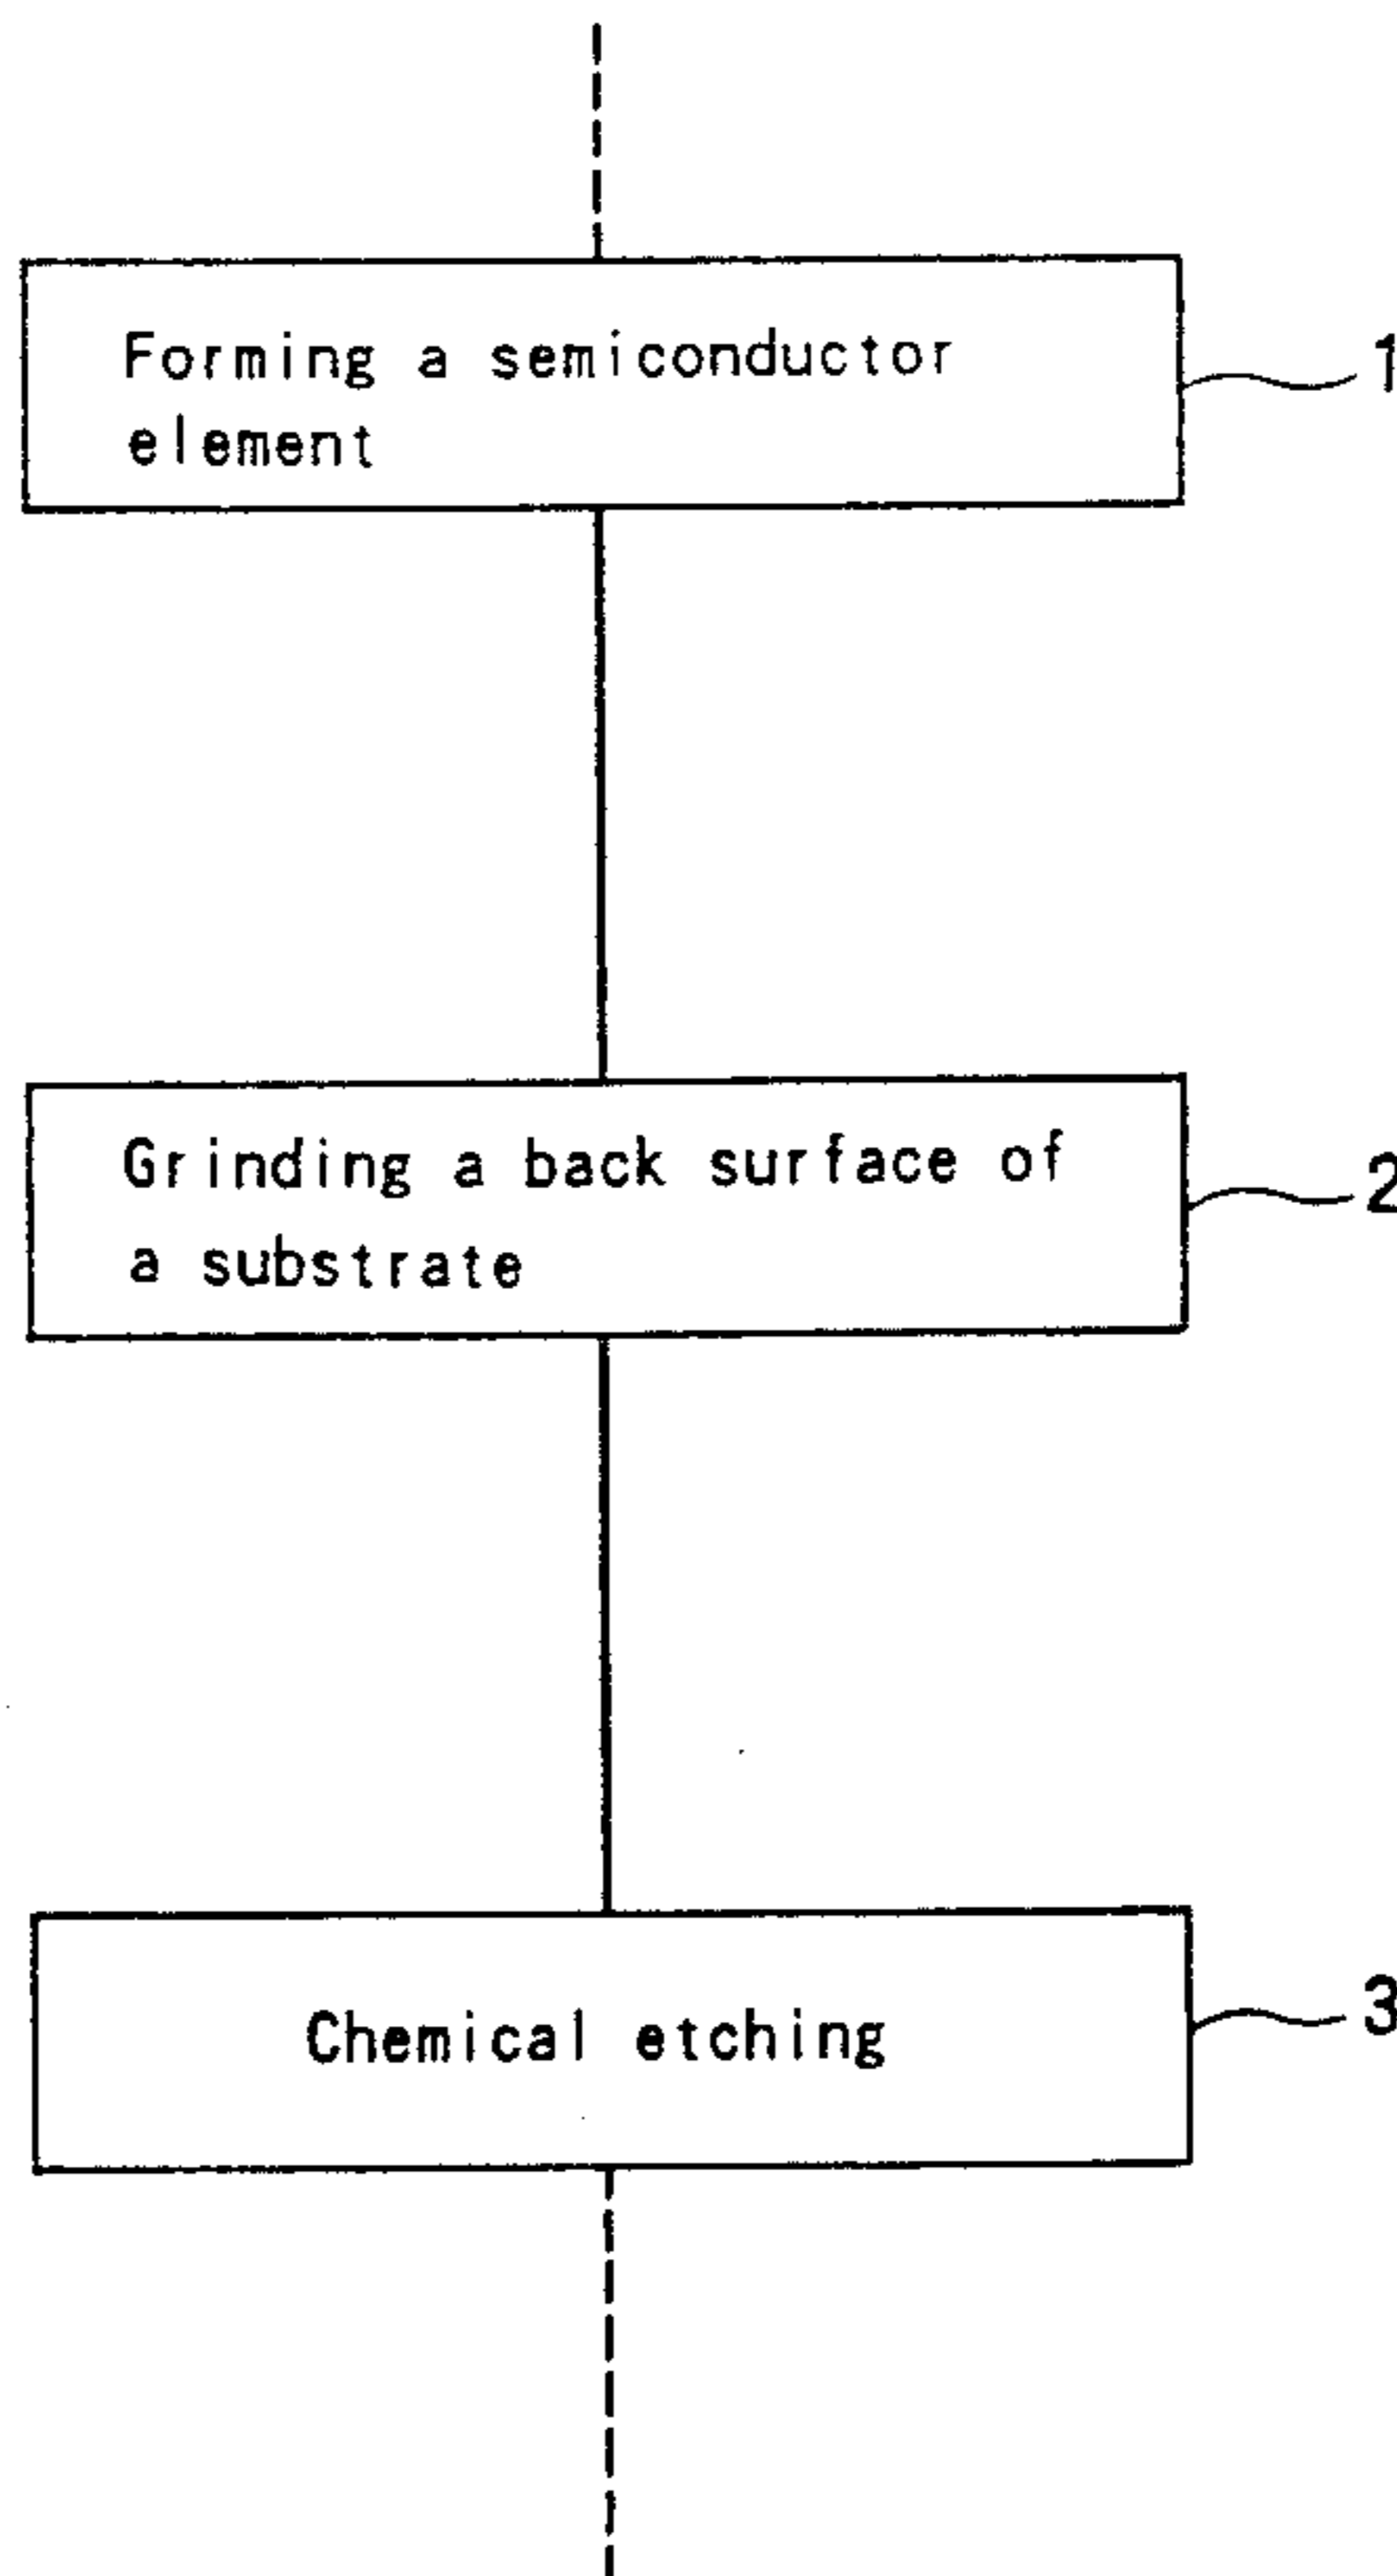 Forming a semiconductor
element
1
Grinding a back surface of
a substrate
2
Chemical etching
3